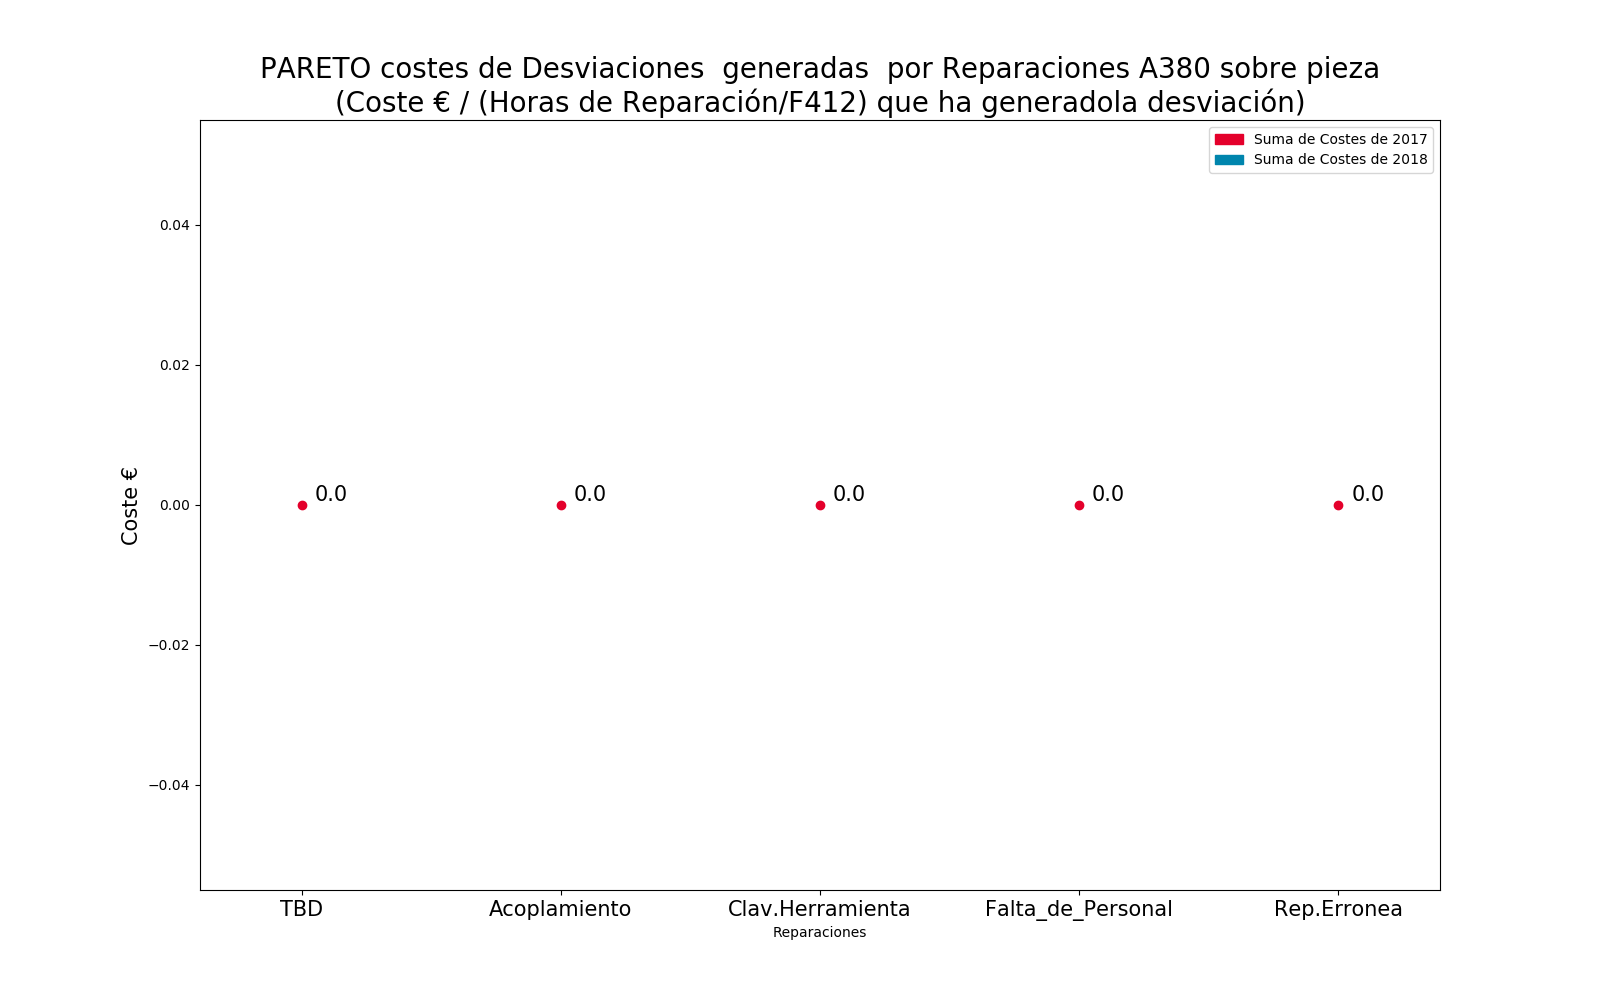 PARETO costes de Desviaciones  generadas  por Reparaciones A380 sobre pieza
(Coste € / (Horas de Reparación/F412) que ha generadola desviación)
Suma de Costes de 2017
Suma de Costes de 2018
0.04
0.02
0.00
−0.02
−0.04
Coste €
0.0 0.0 0.0 0.0 0.0
TBD Acoplamiento Clav.Herramienta Falta_de_Personal Rep.Erronea
Reparaciones